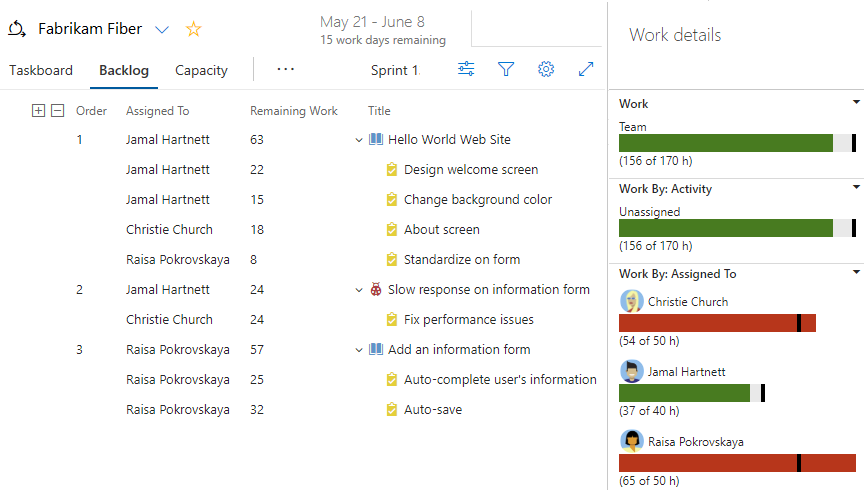 Fabrikam Fiber
May 21 - June 8
15 work days remaining
Taskboard Backlog Capacity ··· Sprint 1
Order Assigned To Remaining Work Title
1 Jamal Hartnett 63 Hello World Web Site
Jamal Hartnett 22 Design welcome screen
Jamal Hartnett 15 Change background color
Christie Church 18 About screen
Raisa Pokrovskaya 8 Standardize on form
2 Jamal Hartnett 24 Slow response on information form
Christie Church 24 Fix performance issues
3 Raisa Pokrovskaya 57 Add an information form
Raisa Pokrovskaya 25 Auto-complete user's information
Raisa Pokrovskaya 32 Auto-save
Work details
Work
Team
(156 of 170 h)
Work By: Activity
Unassigned
(156 of 170 h)
Work By: Assigned To
Christie Church
(54 of 50 h)
Jamal Hartnett
(37 of 40 h)
Raisa Pokrovskaya
(65 of 50 h)